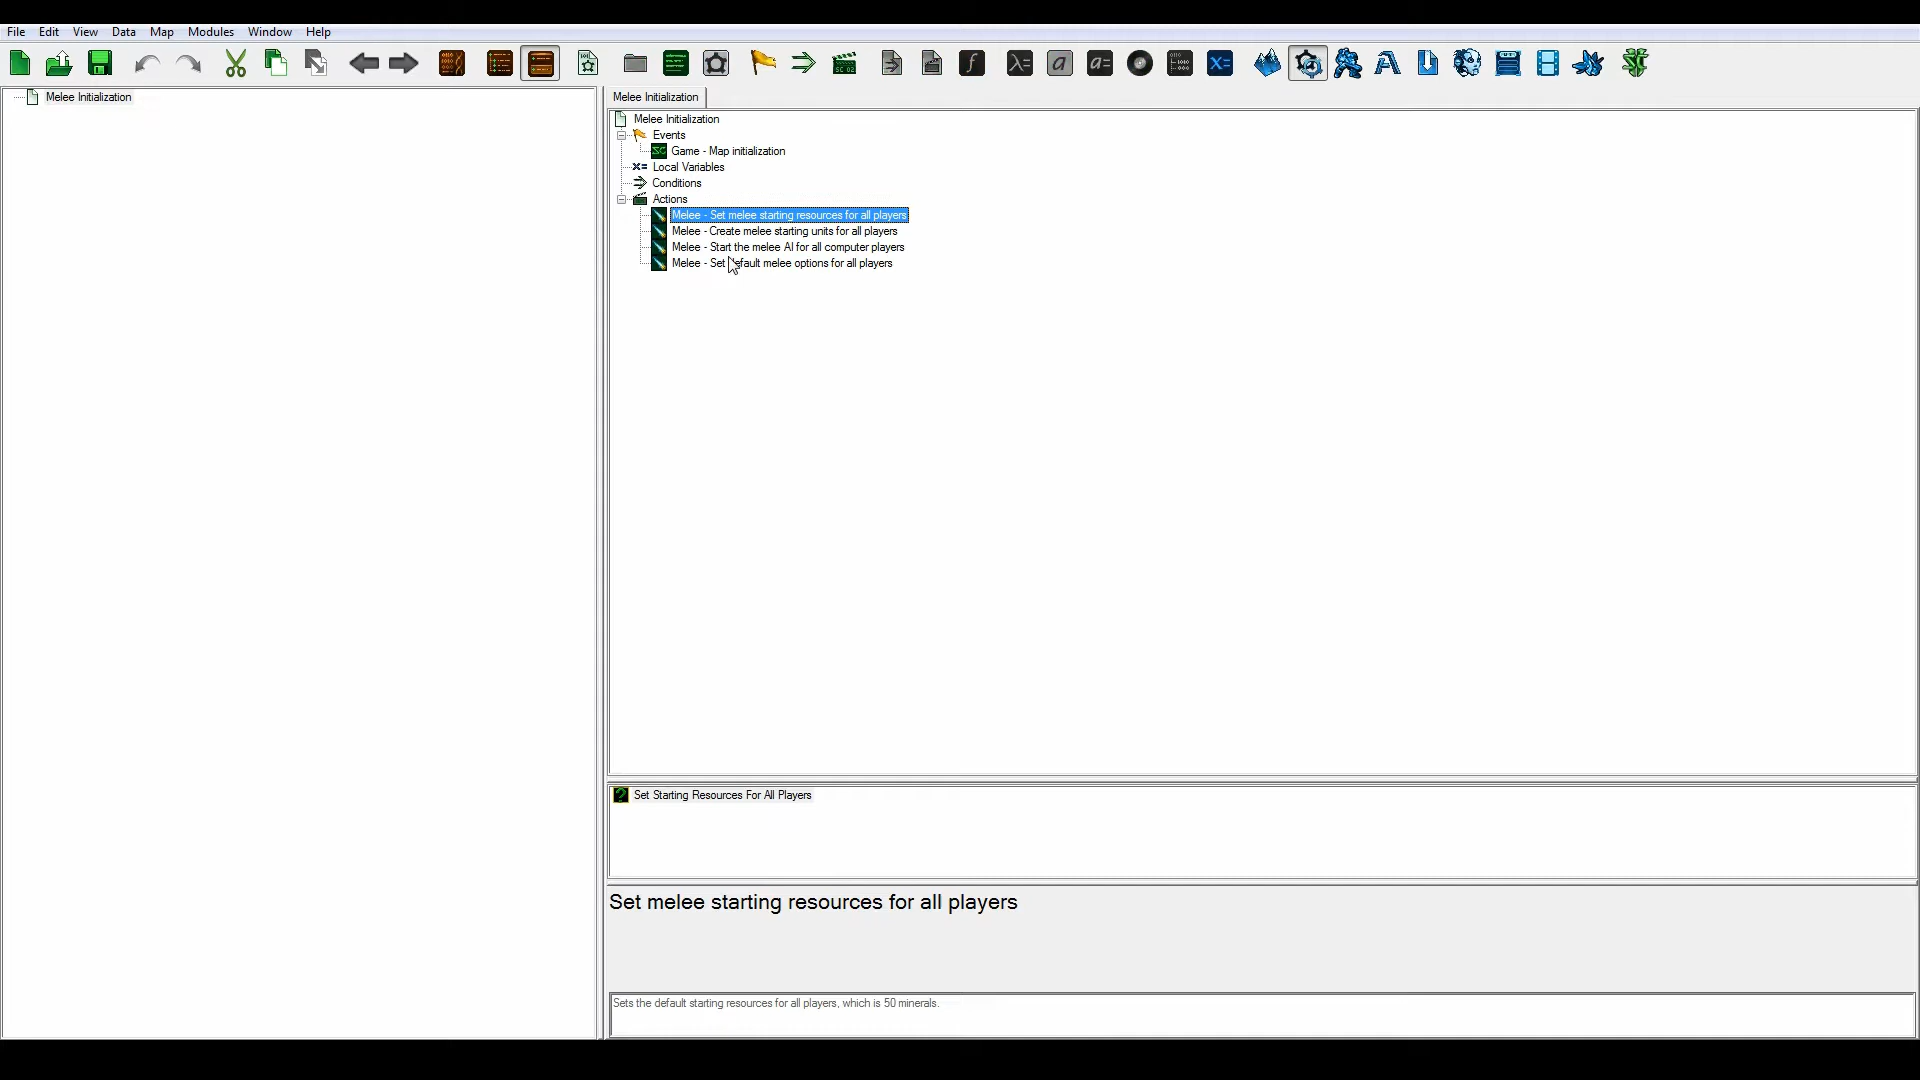 File Edit View Data Map Modules Window Help
Melee Initialization
Melee Initialization
Melee Initialization
Events
Game - Map initialization
Local Variables
Conditions
Actions
Melee - Set melee starting resources for all players
Melee - Create melee starting units for all players
Melee - Start the melee AI for all computer players
Melee - Set default melee options for all players
Set Starting Resources For All Players
Set melee starting resources for all players
Sets the default starting resources for all players, which is 50 minerals.